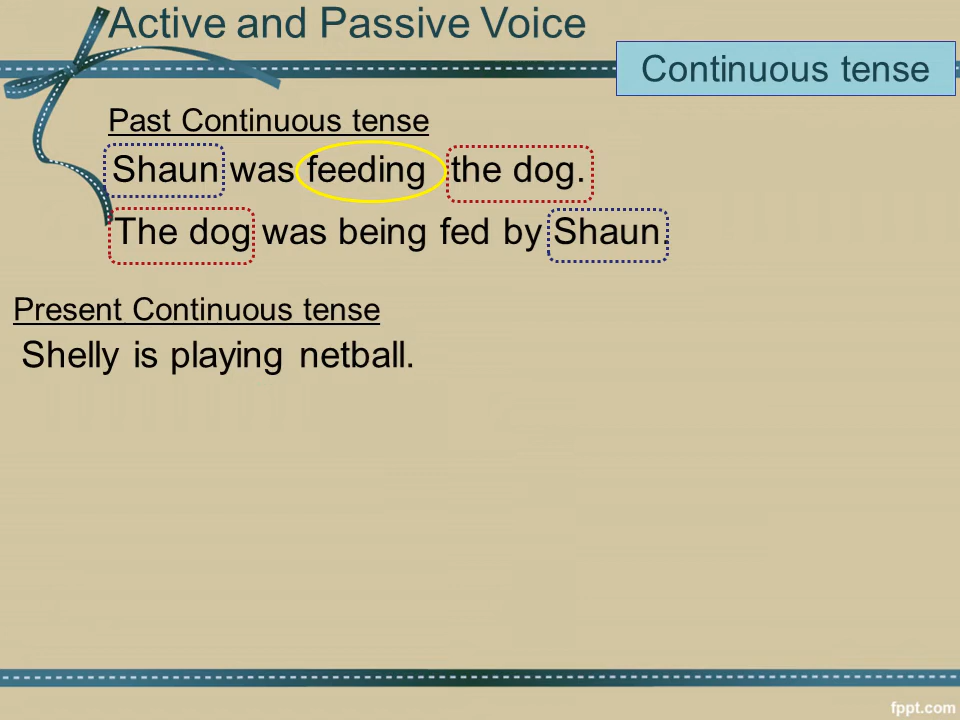 Active and Passive Voice
Continuous tense
Past Continuous tense
Shaun was feeding the dog.
The dog was being fed by Shaun.
Present Continuous tense
Shelly is playing netball.
fppt.com